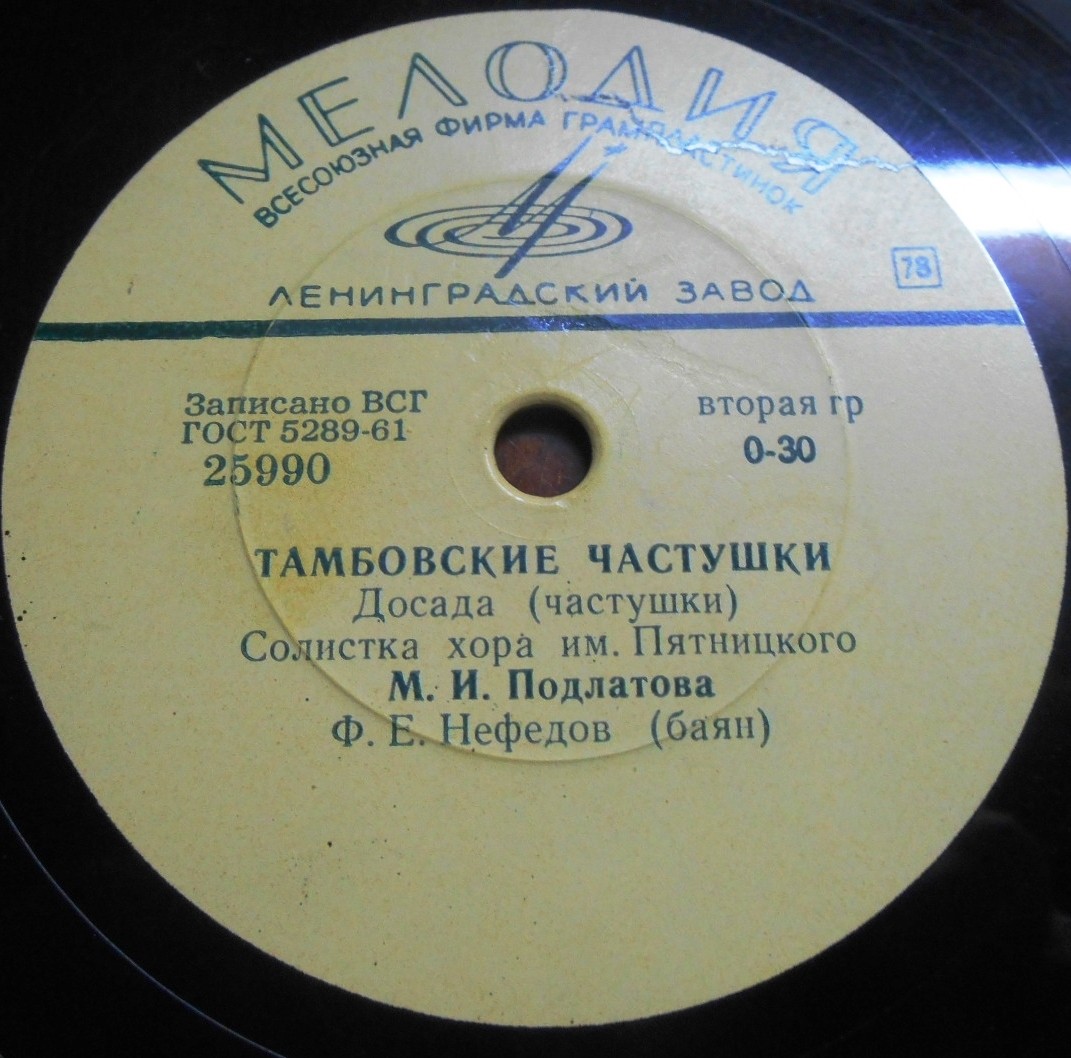 МЕЛОДИЯ
ВСЕСОЮЗНАЯ ФИРМА ГРАМПЛАСТИНОК
ЛЕНИНГРАДСКИЙ ЗАВОД
78
Записано ВСГ
ГОСТ 5289-61
25990
вторая гр
0-30
ТАМБОВСКИЕ ЧАСТУШКИ
Досада (частушки)
Солистка хора им. Пятницкого
М. И. Подлатова
Ф. Е. Нефедов (баян)